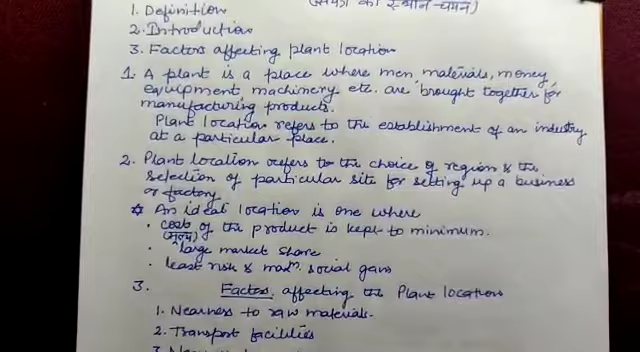 (संयंत्र का स्थान-चयन)
1. Definition
2. Introduction
3. Factors affecting plant location
1. A plant is a place where men, materials, money,
equipment machinery etc. are brought together for
manufacturing products.
Plant location refers to the establishment of an industry
at a particular place.
2. Plant location refers to the choice of region & the
selection of particular site for setting up a business
or factory
☆ An ideal location is one where
• cost of the product is kept to minimum.
(मूल्य)
• large market share
• least risk & maxm social gain
3. Factors affecting the Plant location
1. Nearness to raw materials.
2. Transport facilities